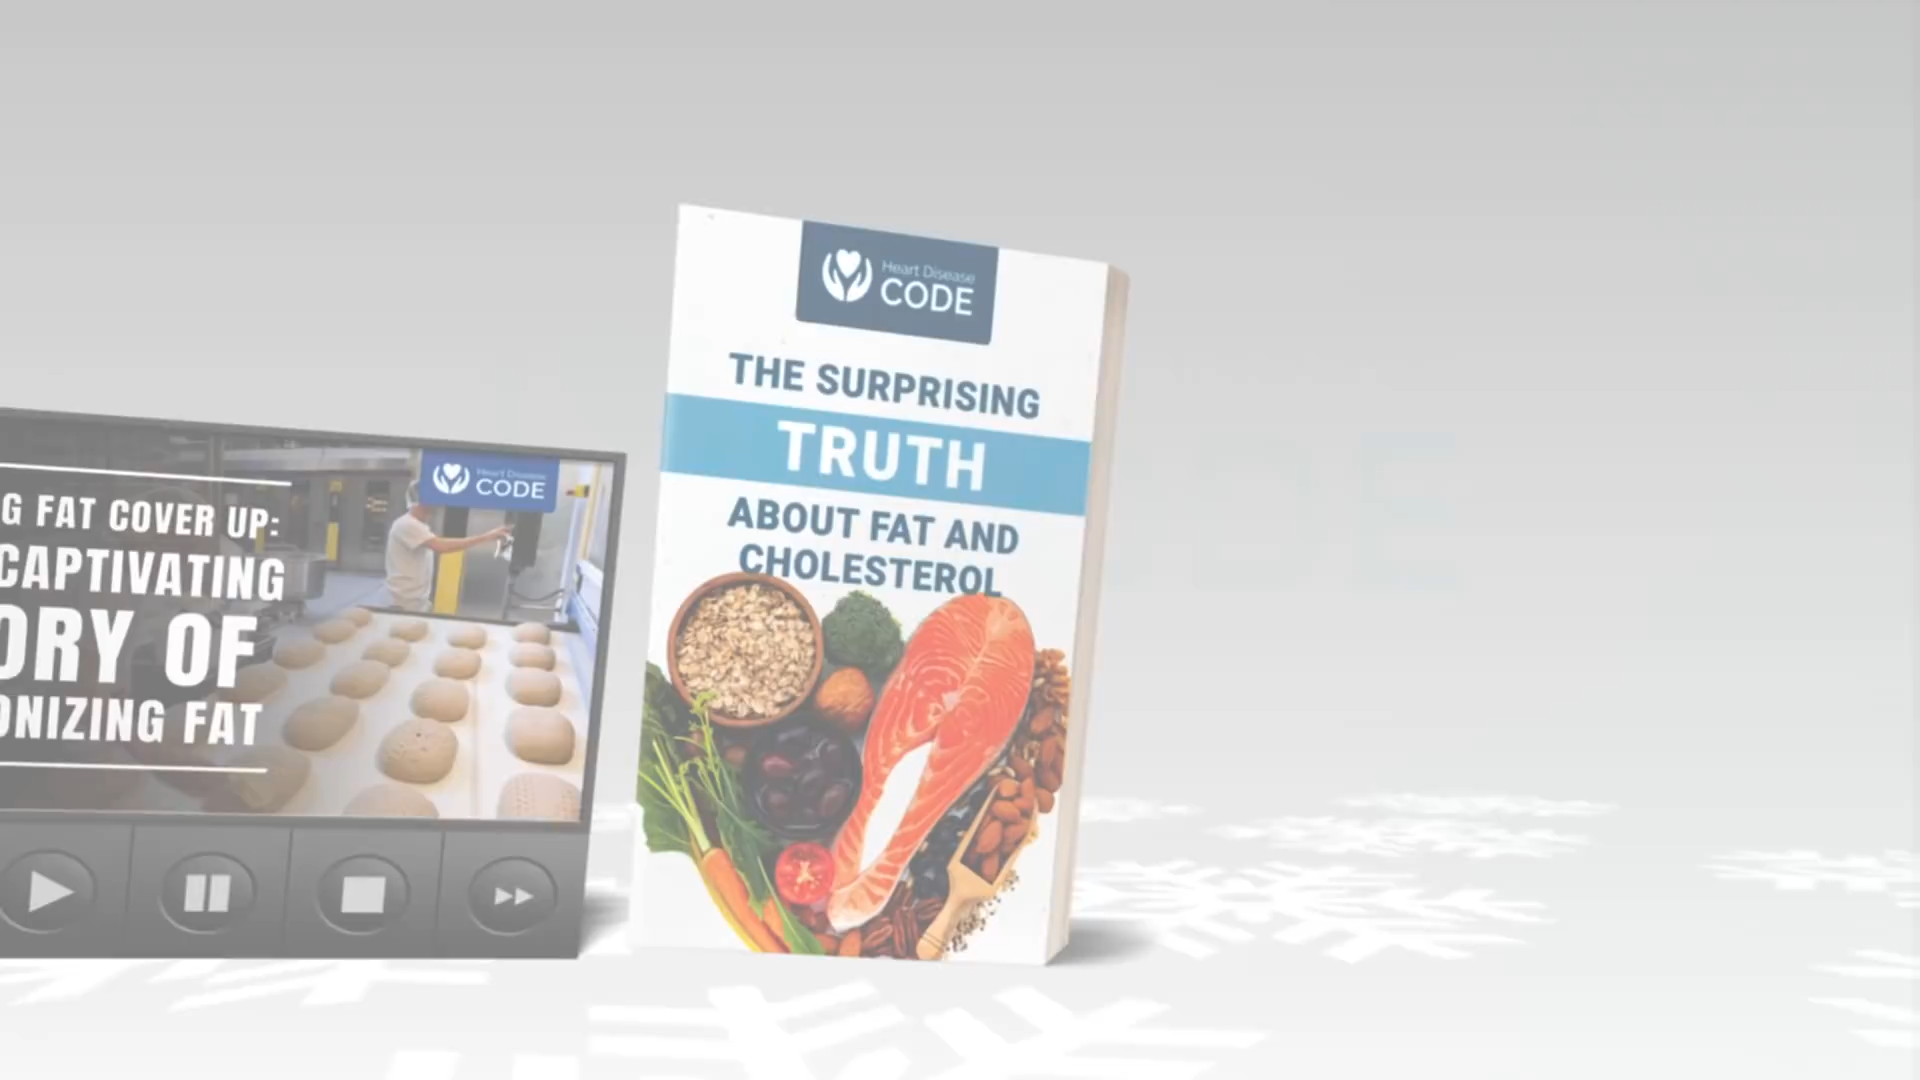 G FAT COVER UP:
CAPTIVATING
ORY OF
ONIZING FAT
Heart Disease
CODE
Heart Disease
CODE
THE SURPRISING
TRUTH
ABOUT FAT AND
CHOLESTEROL